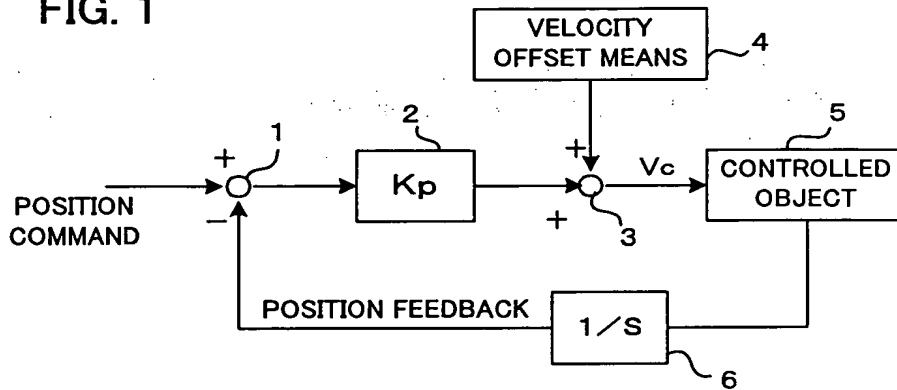 FIG. 1
VELOCITY
OFFSET MEANS
4
5
2
1
+
+
Kp
Vc
CONTROLLED
OBJECT
POSITION
COMMAND
−
+
3
POSITION FEEDBACK
1/S
6